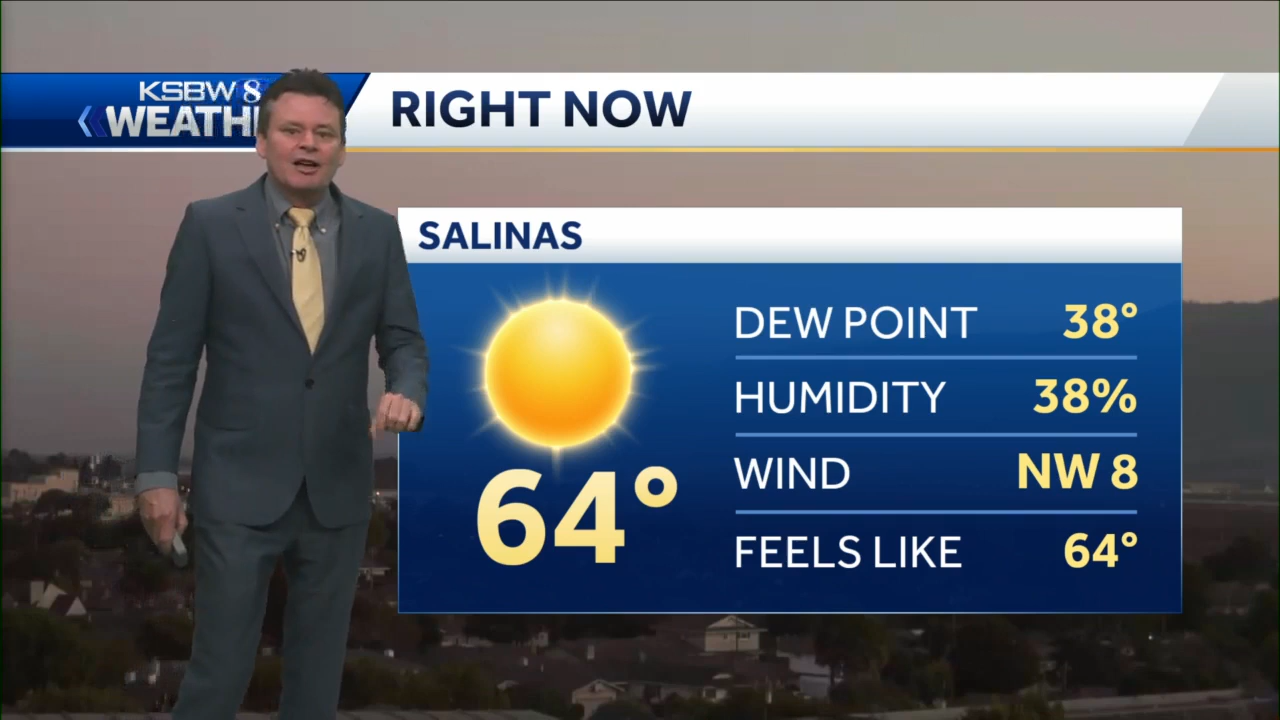 KSBW 8
WEATH
RIGHT NOW
SALINAS
64°
DEW POINT 38°
HUMIDITY 38%
WIND NW 8
FEELS LIKE 64°